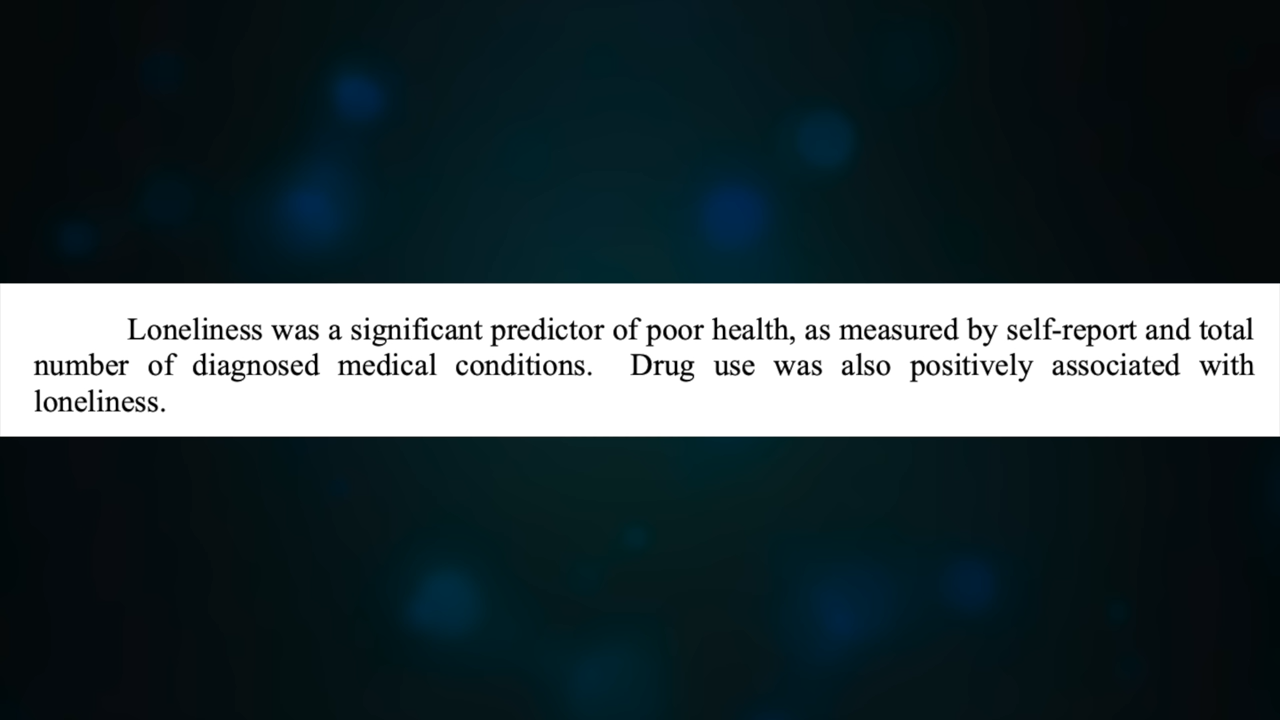 Loneliness was a significant predictor of poor health, as measured by self-report and total
number of diagnosed medical conditions. Drug use was also positively associated with
loneliness.